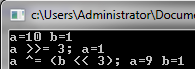 c:\Users\Administrator\Docume
a=10 b=1
a >>= 3; a=1
a ^= (b << 3); a=9 b=1